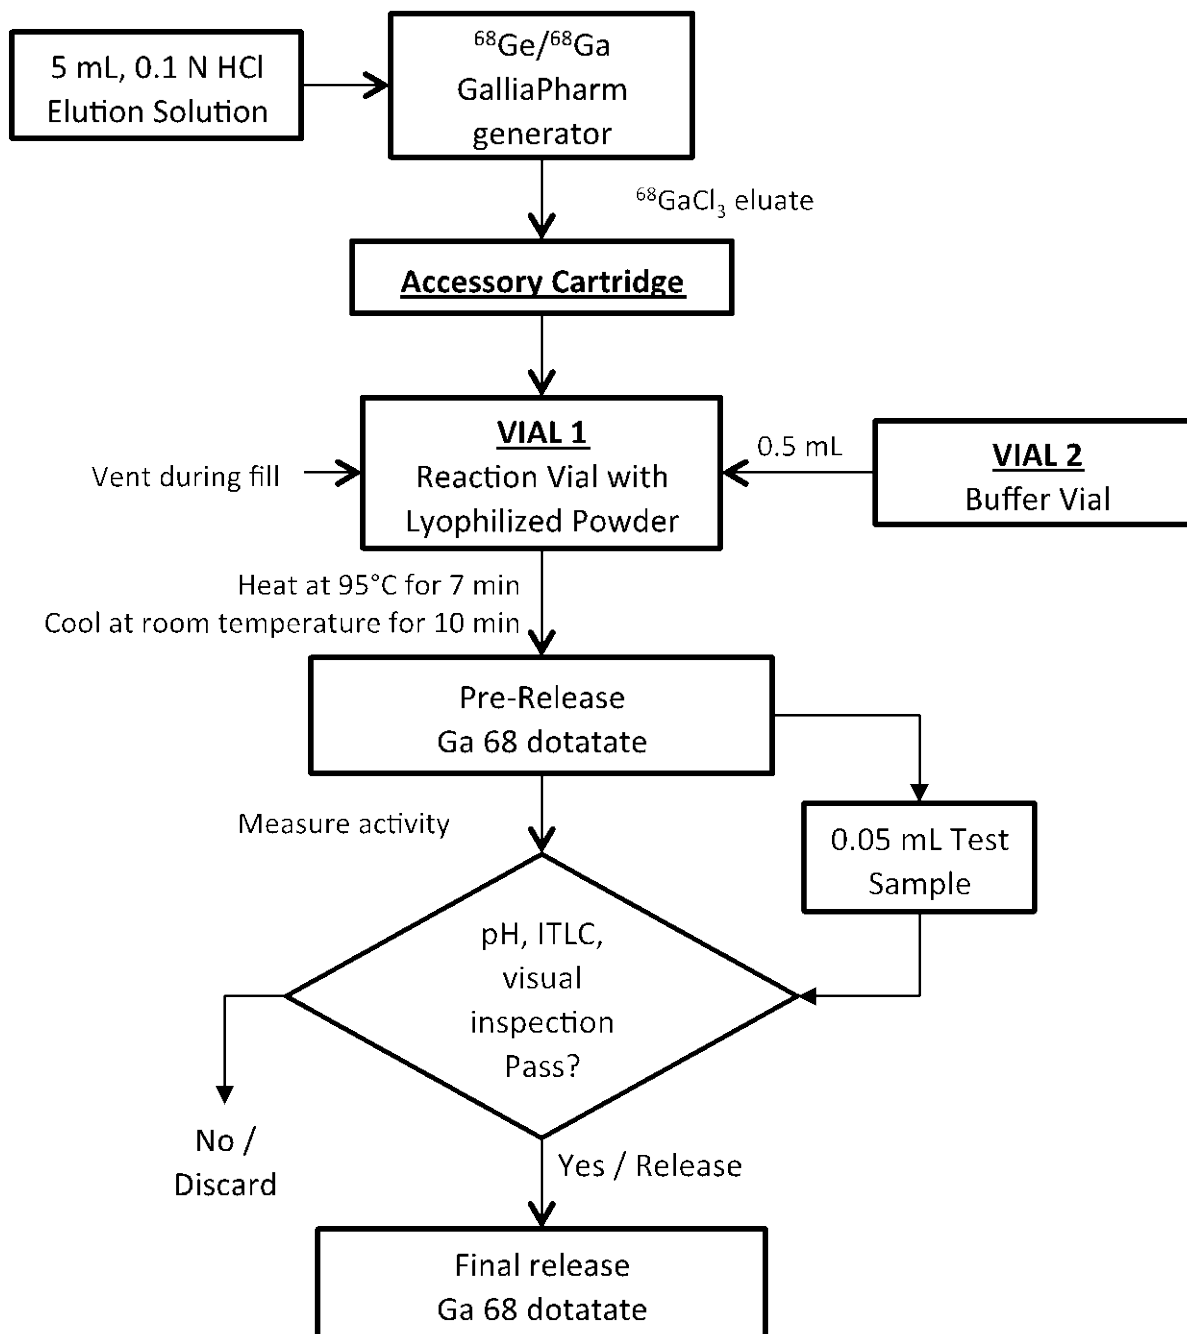 5 mL, 0.1 N HCl
Elution Solution
⁶⁸Ge/⁶⁸Ga
GalliaPharm
generator
⁶⁸GaCl₃ eluate
Accessory Cartridge
Vent during fill
VIAL 1
Reaction Vial with
Lyophilized Powder
0.5 mL
VIAL 2
Buffer Vial
Heat at 95°C for 7 min
Cool at room temperature for 10 min
Pre-Release
Ga 68 dotatate
Measure activity
0.05 mL Test
Sample
pH, ITLC,
visual
inspection
Pass?
No /
Discard
Yes / Release
Final release
Ga 68 dotatate